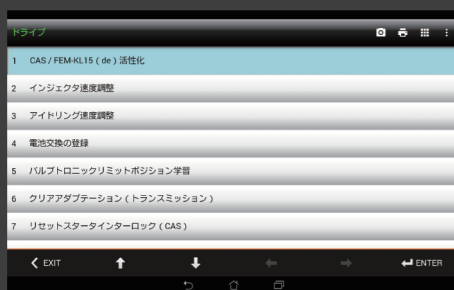 ドライブ
1 CAS / FEM-KL15 ( de ) 活性化
2 インジェクタ速度調整
3 アイドリング速度調整
4 電池交換の登録
5 バルブトロニックリミットポジション学習
6 クリアアダプテーション ( トランスミッション )
7 リセットスタータインターロック ( CAS )
EXIT ENTER